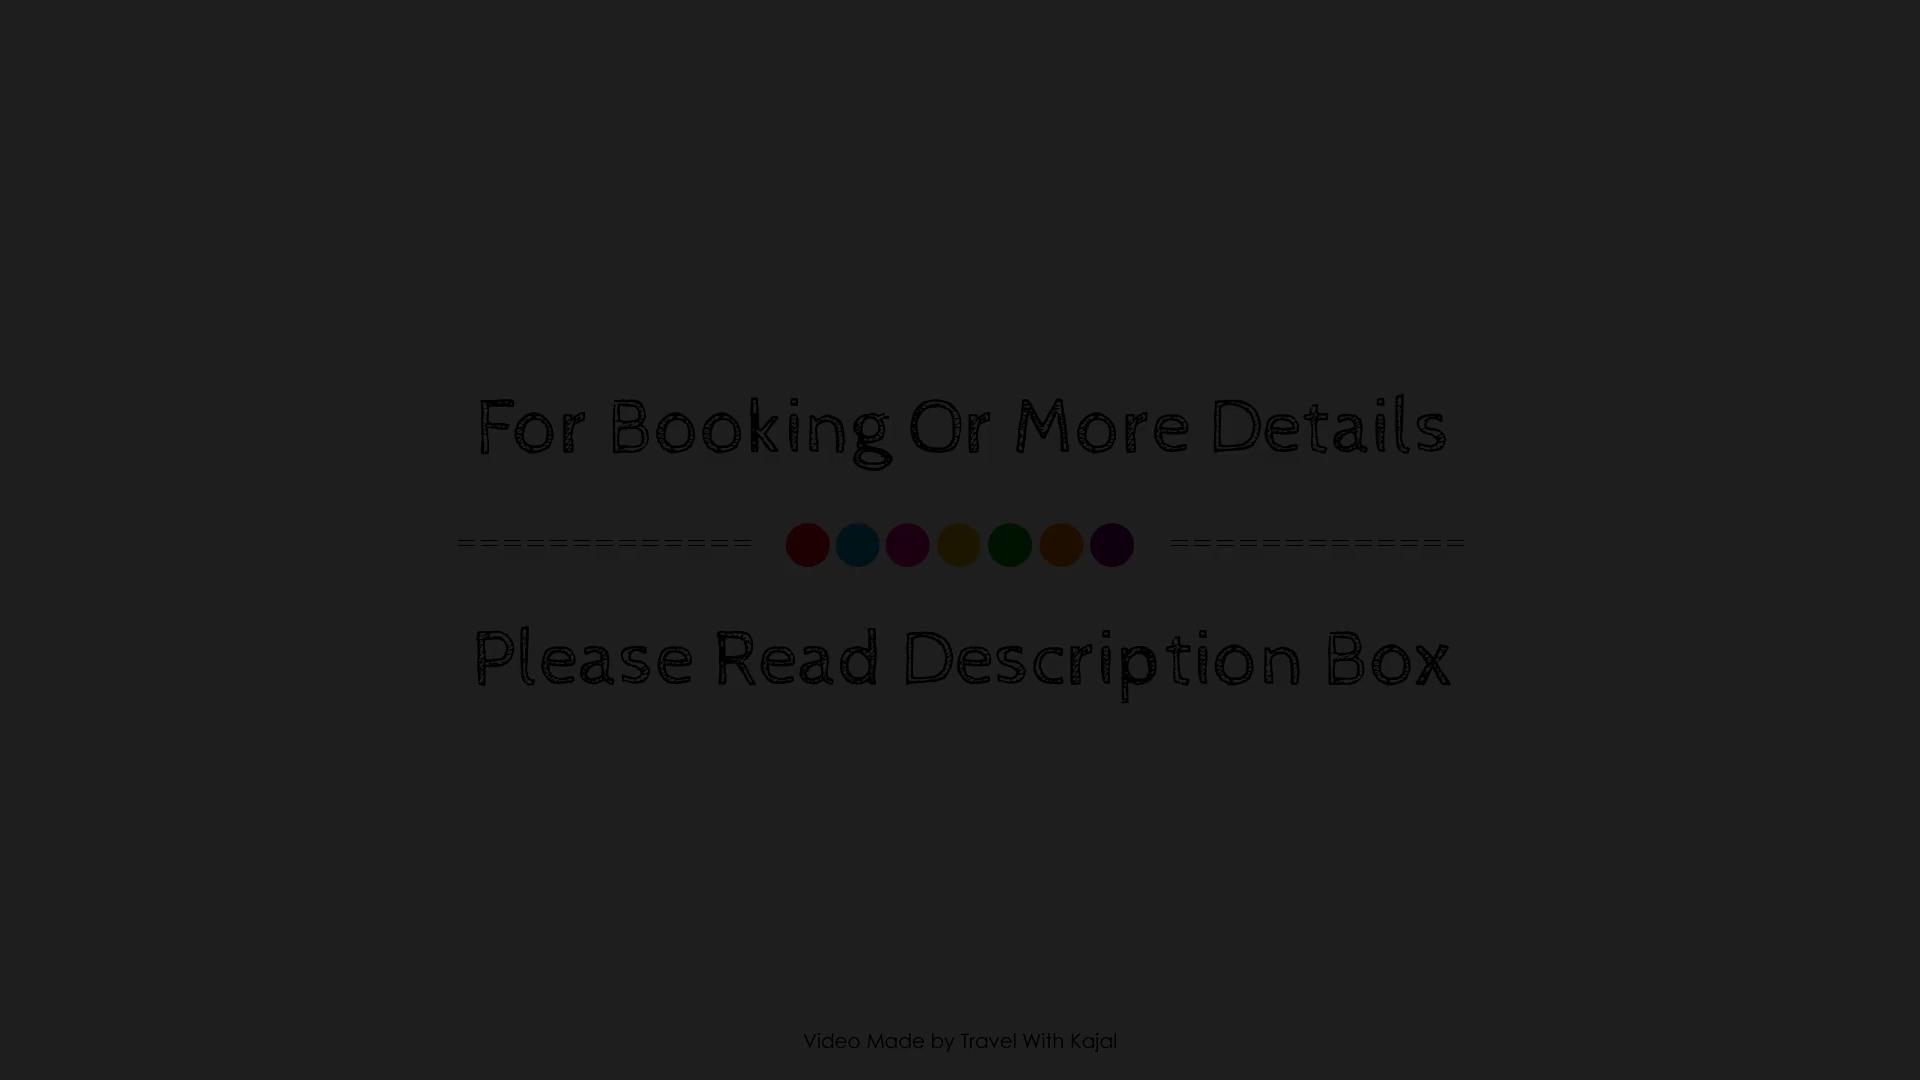 For Booking Or More Details
============= =============
Please Read Description Box
Video Made by Travel With Kajal